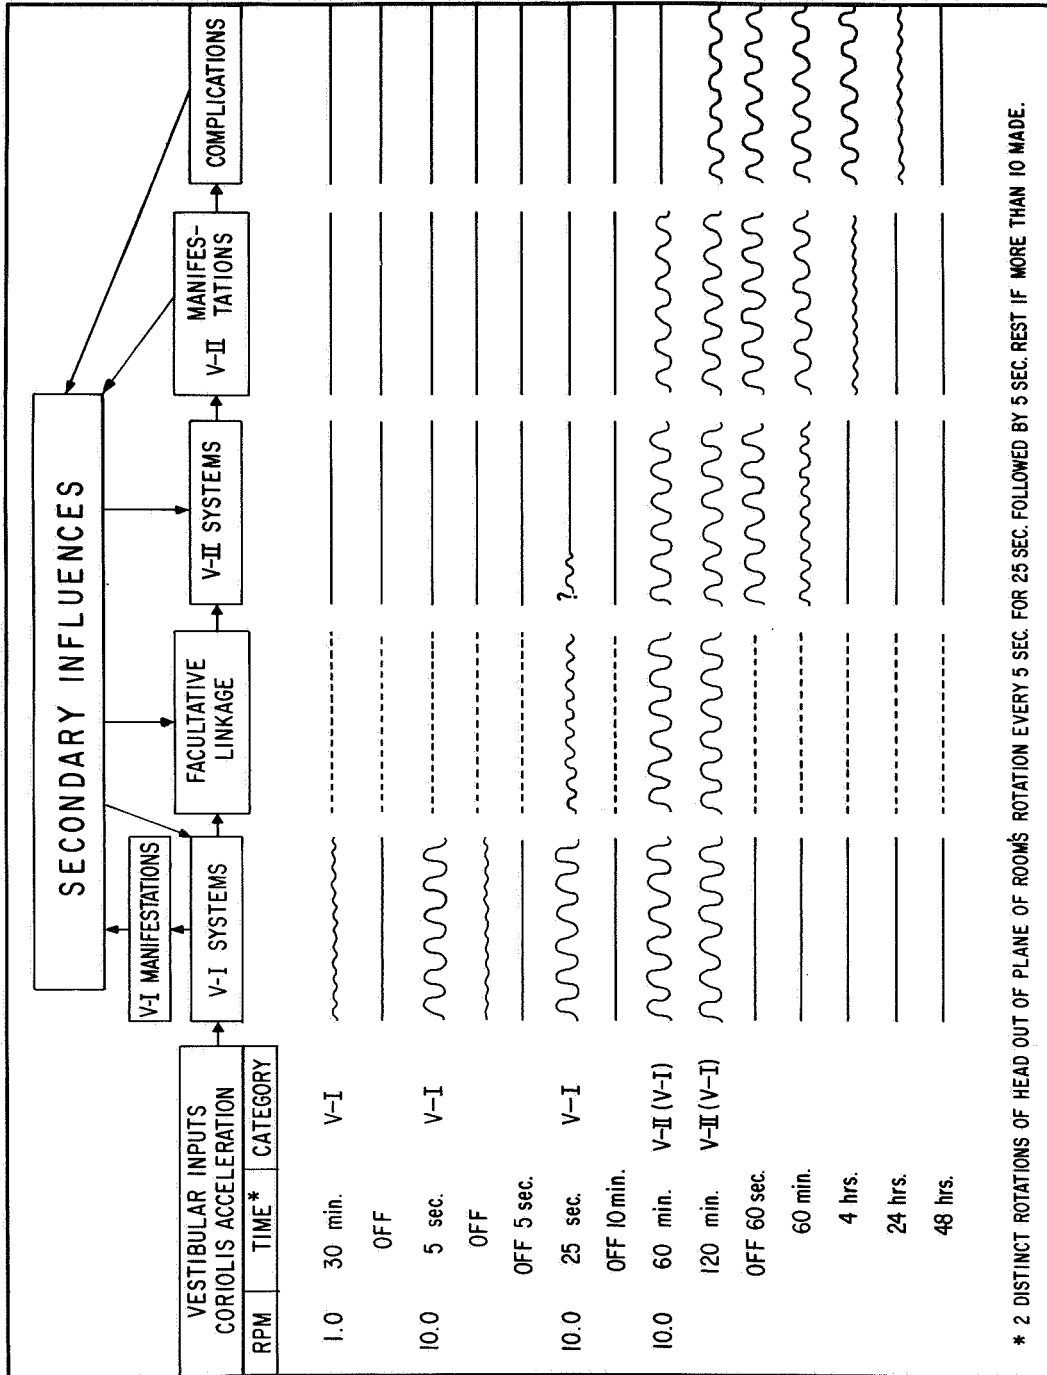 SECONDARY INFLUENCES
V-I MANIFESTATIONS
VESTIBULAR INPUTS
CORIOLIS ACCELERATION
V-I SYSTEMS
FACULTATIVE
LINKAGE
V-II SYSTEMS
V-II MANIFES-
TATIONS
COMPLICATIONS
RPM TIME* CATEGORY
1.0 30 min. V-I
OFF
10.0 5 sec. V-I
OFF
OFF 5 sec.
10.0 25 sec. V-I ?
OFF 10 min.
10.0 60 min. V-II (V-I)
120 min. V-II (V-I)
OFF 60 sec.
60 min.
4 hrs.
24 hrs.
48 hrs.
* 2 DISTINCT ROTATIONS OF HEAD OUT OF PLANE OF ROOM'S ROTATION EVERY 5 SEC. FOR 25 SEC. FOLLOWED BY 5 SEC. REST IF MORE THAN 10 MADE.